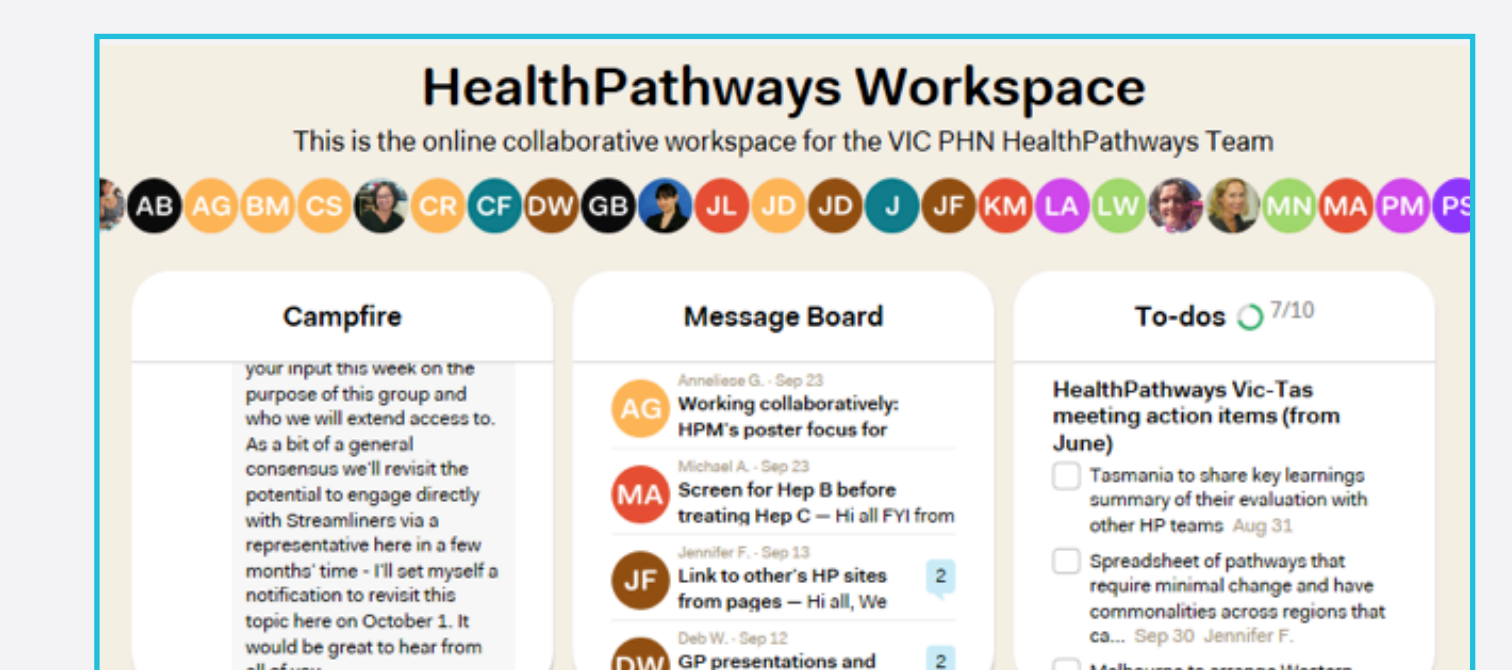 HealthPathways Workspace
This is the online collaborative workspace for the VIC PHN HealthPathways Team
AB AG BM CS CR CF DW GB JL JD JD J JF KM LA LW MN MA PM PS
Campfire
your input this week on the
purpose of this group and
who we will extend access to.
As a bit of a general
consensus we'll revisit the
potential to engage directly
with Streamliners via a
representative here in a few
months' time - I'll set myself a
notification to revisit this
topic here on October 1. It
would be great to hear from
all of you
Message Board
AG
Anneliese G. · Sep 23
Working collaboratively:
HPM's poster focus for
MA
Michael A. · Sep 23
Screen for Hep B before
treating Hep C — Hi all FYI from
JF
Jennifer F. · Sep 13
Link to other's HP sites
from pages — Hi all, We
2
DW
Deb W. · Sep 12
GP presentations and
2
To-dos 7/10
HealthPathways Vic-Tas
meeting action items (from
June)
Tasmania to share key learnings
summary of their evaluation with
other HP teams Aug 31
Spreadsheet of pathways that
require minimal change and have
commonalities across regions that
ca... Sep 30 Jennifer F.
Melbourne to arrange Western